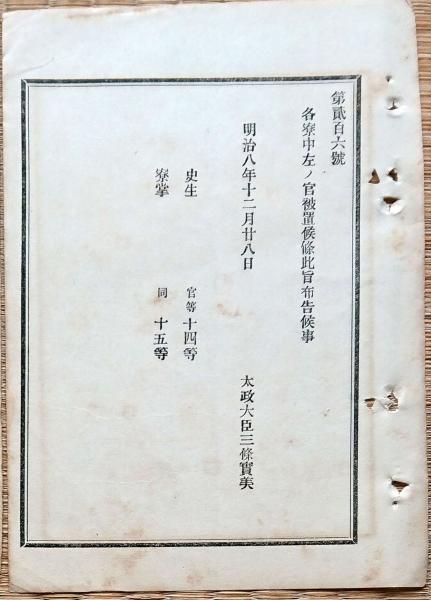 第貳百六號
各寮中左ノ官被置候條此旨布告候事
明治八年十二月廿八日
太政大臣三條實美
史生 官等十四等
寮掌 同十五等